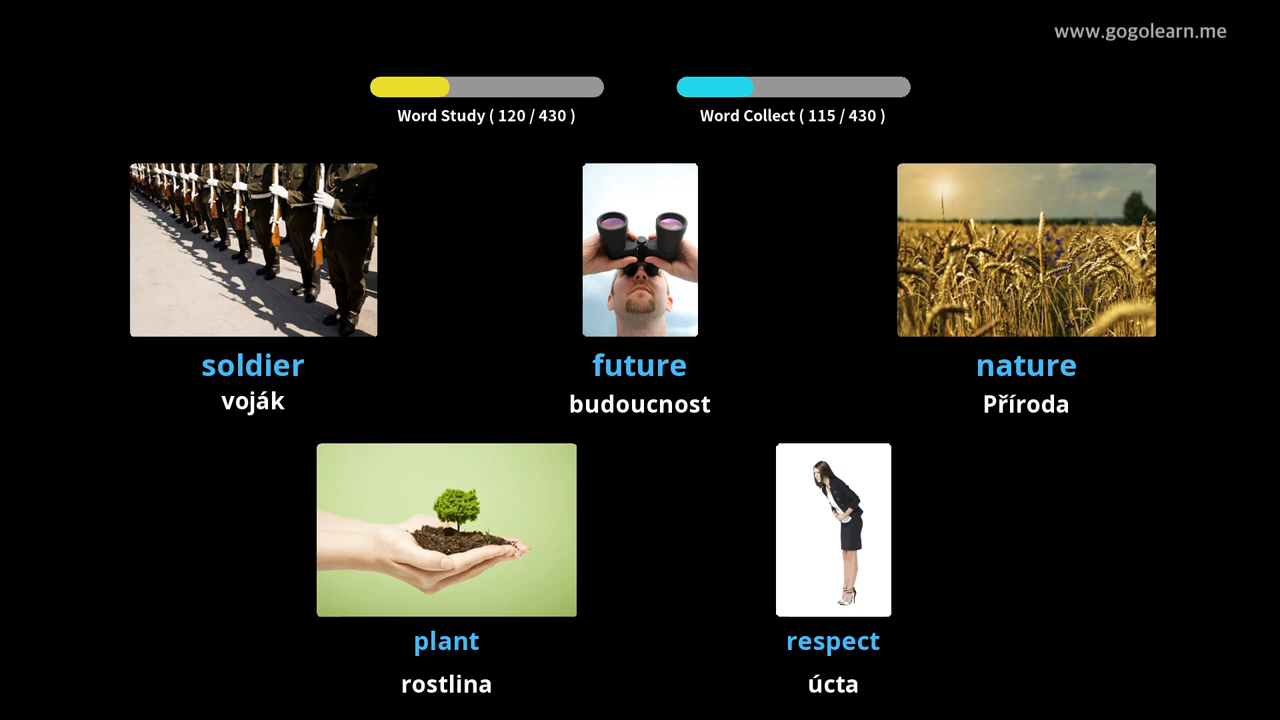 www.gogolearn.me
Word Study ( 120 / 430 )
Word Collect ( 115 / 430 )
soldier
voják
future
budoucnost
nature
Příroda
plant
rostlina
respect
úcta